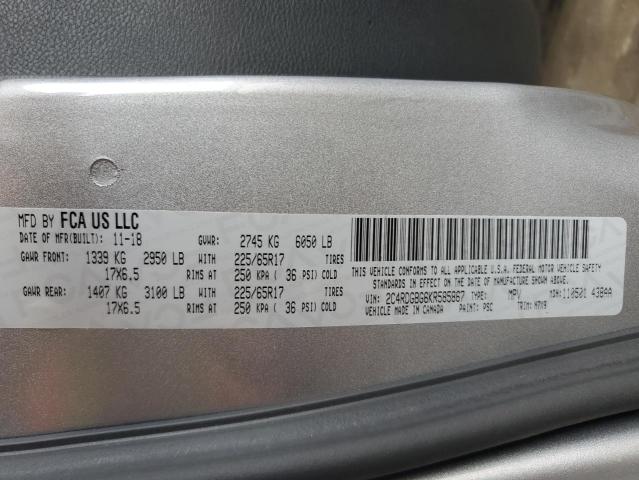 MFD BY FCA US LLC
DATE OF MFR(BUILT): 11-18 GVWR: 2745 KG 6050 LB
GAWR FRONT: 1339 KG 2950 LB WITH 225/65R17 TIRES
17X6.5 RIMS AT 250 KPA ( 36 PSI) COLD
GAWR REAR: 1407 KG 3100 LB WITH 225/65R17 TIRES
17X6.5 RIMS AT 250 KPA ( 36 PSI) COLD
THIS VEHICLE CONFORMS TO ALL APPLICABLE U.S.A. FEDERAL MOTOR VEHICLE SAFETY
STANDARDS IN EFFECT ON THE DATE OF MANUFACTURE SHOWN ABOVE.
VIN: 2C4RDGBG6KR585867 TYPE: MPV MDH: 110501 438AA
VEHICLE MADE IN CANADA PAINT: PSC TRIM: